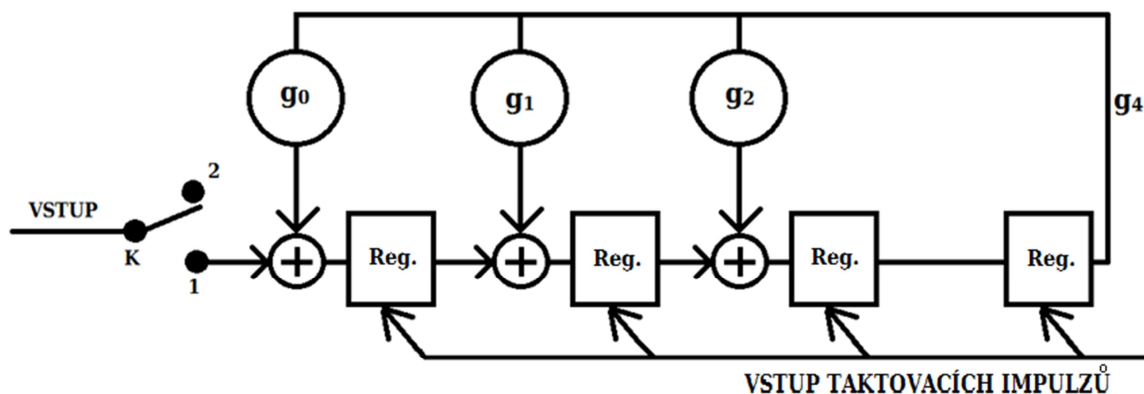 g₀
g₁
g₂
g₄
2
VSTUP
K
1
Reg.
Reg.
Reg.
Reg.
VSTUP TAKTOVACÍCH IMPULZŮ